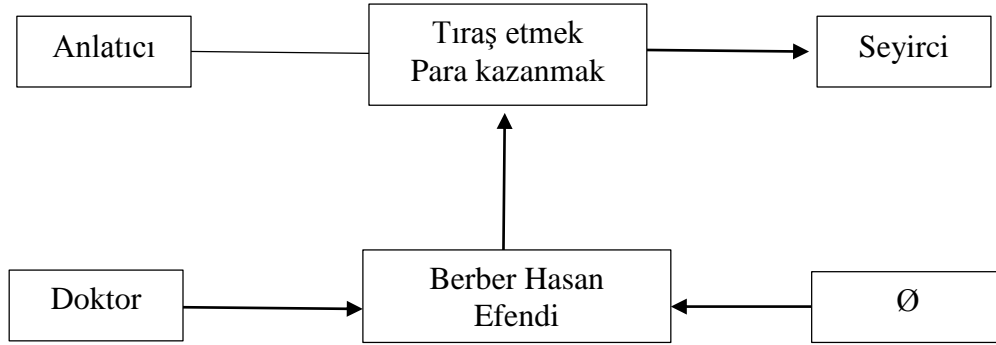 Anlatıcı
Tıraş etmek
Para kazanmak
Seyirci
Doktor
Berber Hasan
Efendi
Ø